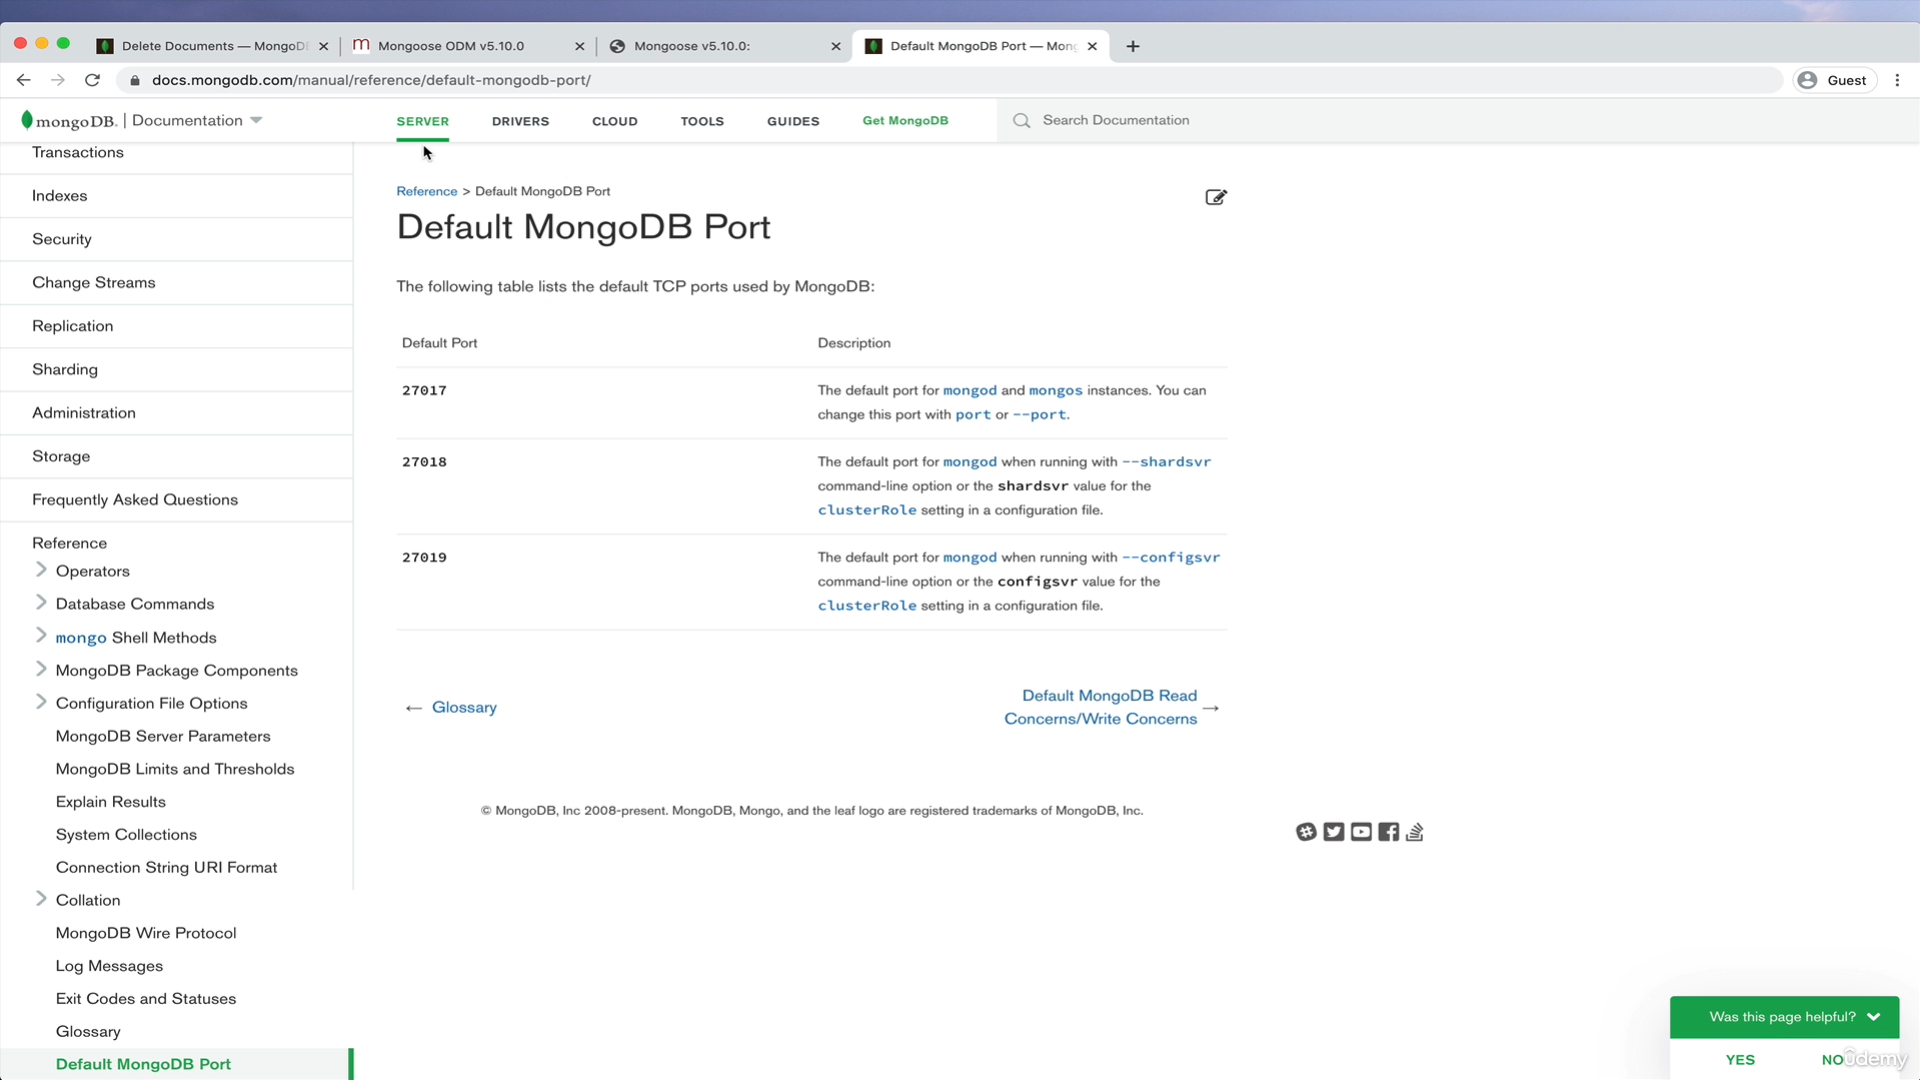 Delete Documents — MongoDB
Mongoose ODM v5.10.0
Mongoose v5.10.0:
Default MongoDB Port — Mong
docs.mongodb.com/manual/reference/default-mongodb-port/
Guest
mongoDB. | Documentation
SERVER
DRIVERS
CLOUD
TOOLS
GUIDES
Get MongoDB
Search Documentation
Transactions
Indexes
Security
Change Streams
Replication
Sharding
Administration
Storage
Frequently Asked Questions
Reference
Operators
Database Commands
mongo Shell Methods
MongoDB Package Components
Configuration File Options
MongoDB Server Parameters
MongoDB Limits and Thresholds
Explain Results
System Collections
Connection String URI Format
Collation
MongoDB Wire Protocol
Log Messages
Exit Codes and Statuses
Glossary
Default MongoDB Port
Reference > Default MongoDB Port
Default MongoDB Port
The following table lists the default TCP ports used by MongoDB:
Default Port
Description
27017
The default port for mongod and mongos instances. You can
change this port with port or --port.
27018
The default port for mongod when running with --shardsvr
command-line option or the shardsvr value for the
clusterRole setting in a configuration file.
27019
The default port for mongod when running with --configsvr
command-line option or the configsvr value for the
clusterRole setting in a configuration file.
← Glossary
Default MongoDB Read
Concerns/Write Concerns →
© MongoDB, Inc 2008-present. MongoDB, Mongo, and the leaf logo are registered trademarks of MongoDB, Inc.
Was this page helpful?
YES
NO
ûdemy